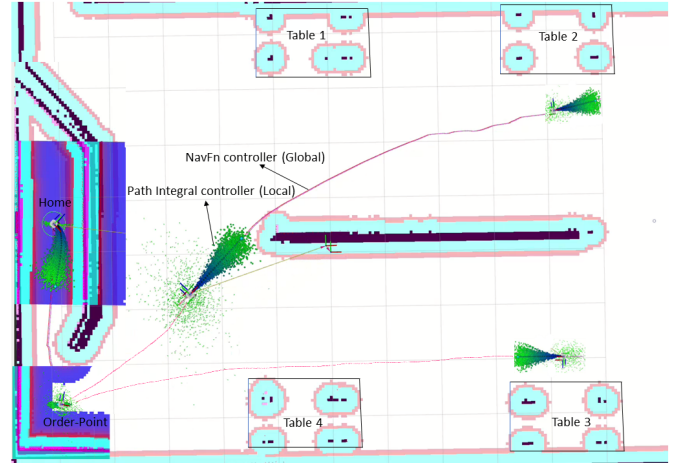 Table 1
Table 2
NavFn controller (Global)
Path Integral controller (Local)
Home
Order-Point
Table 4
Table 3